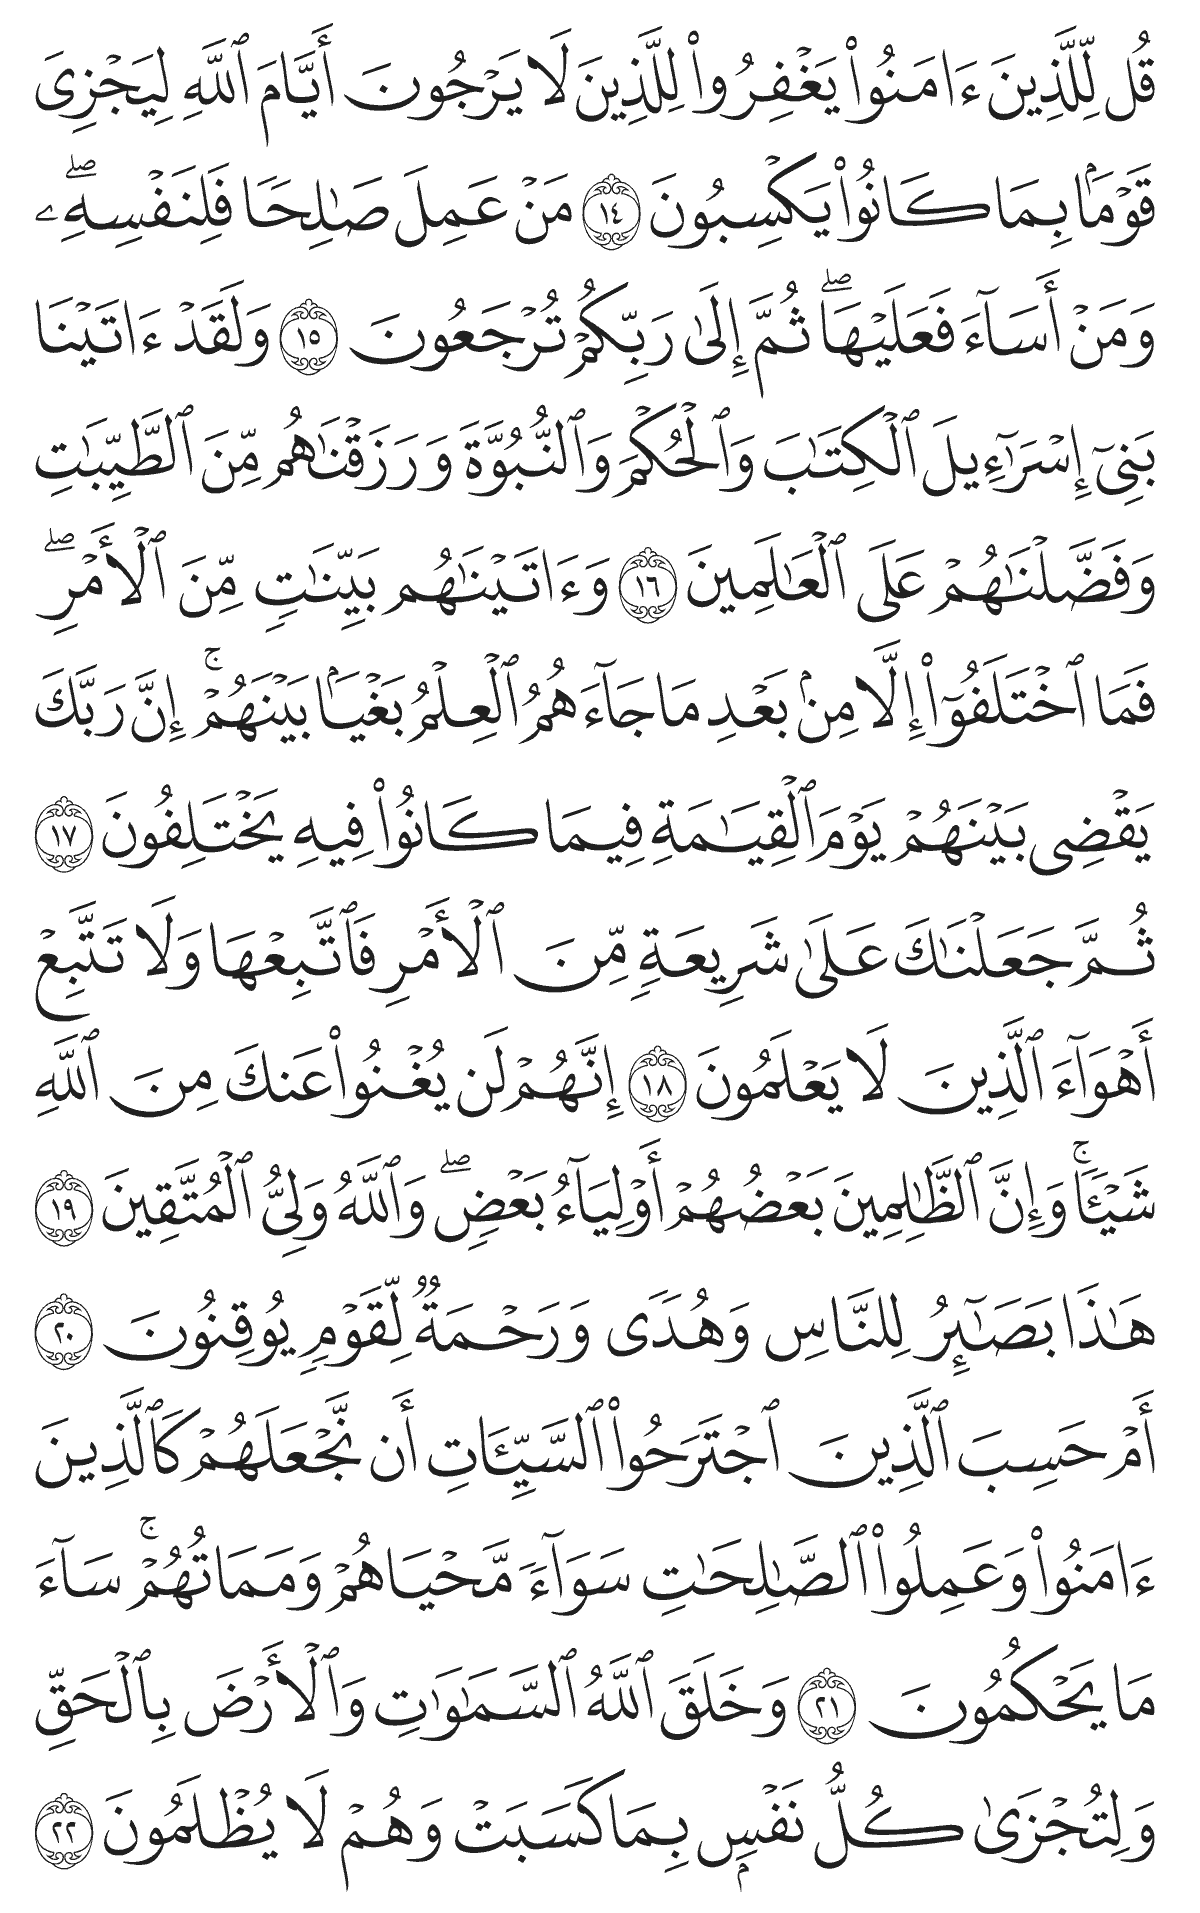 قُل لِّلَّذِينَ ءَامَنُوا۟ يَغْفِرُوا۟ لِلَّذِينَ لَا يَرْجُونَ أَيَّامَ ٱللَّهِ لِيَجْزِىَ
قَوْمًۢا بِمَا كَانُوا۟ يَكْسِبُونَ ١٤ مَنْ عَمِلَ صَـٰلِحًا فَلِنَفْسِهِۦ ۖ
وَمَنْ أَسَآءَ فَعَلَيْهَا ۖ ثُمَّ إِلَىٰ رَبِّكُمْ تُرْجَعُونَ ١٥ وَلَقَدْ ءَاتَيْنَا
بَنِىٓ إِسْرَٰٓءِيلَ ٱلْكِتَـٰبَ وَٱلْحُكْمَ وَٱلنُّبُوَّةَ وَرَزَقْنَـٰهُم مِّنَ ٱلطَّيِّبَـٰتِ
وَفَضَّلْنَـٰهُمْ عَلَى ٱلْعَـٰلَمِينَ ١٦ وَءَاتَيْنَـٰهُم بَيِّنَـٰتٍ مِّنَ ٱلْأَمْرِ ۖ
فَمَا ٱخْتَلَفُوٓا۟ إِلَّا مِنۢ بَعْدِ مَا جَآءَهُمُ ٱلْعِلْمُ بَغْيًۢا بَيْنَهُمْ ۚ إِنَّ رَبَّكَ
يَقْضِى بَيْنَهُمْ يَوْمَ ٱلْقِيَـٰمَةِ فِيمَا كَانُوا۟ فِيهِ يَخْتَلِفُونَ ١٧
ثُمَّ جَعَلْنَـٰكَ عَلَىٰ شَرِيعَةٍ مِّنَ ٱلْأَمْرِ فَٱتَّبِعْهَا وَلَا تَتَّبِعْ
أَهْوَآءَ ٱلَّذِينَ لَا يَعْلَمُونَ ١٨ إِنَّهُمْ لَن يُغْنُوا۟ عَنكَ مِنَ ٱللَّهِ
شَيْـًٔا ۚ وَإِنَّ ٱلظَّـٰلِمِينَ بَعْضُهُمْ أَوْلِيَآءُ بَعْضٍ ۖ وَٱللَّهُ وَلِىُّ ٱلْمُتَّقِينَ ١٩
هَـٰذَا بَصَـٰٓئِرُ لِلنَّاسِ وَهُدًى وَرَحْمَةٌ لِّقَوْمٍ يُوقِنُونَ ٢٠
أَمْ حَسِبَ ٱلَّذِينَ ٱجْتَرَحُوا۟ ٱلسَّيِّـَٔاتِ أَن نَّجْعَلَهُمْ كَٱلَّذِينَ
ءَامَنُوا۟ وَعَمِلُوا۟ ٱلصَّـٰلِحَـٰتِ سَوَآءً مَّحْيَاهُمْ وَمَمَاتُهُمْ ۚ سَآءَ
مَا يَحْكُمُونَ ٢١ وَخَلَقَ ٱللَّهُ ٱلسَّمَـٰوَٰتِ وَٱلْأَرْضَ بِٱلْحَقِّ
وَلِتُجْزَىٰ كُلُّ نَفْسٍۭ بِمَا كَسَبَتْ وَهُمْ لَا يُظْلَمُونَ ٢٢